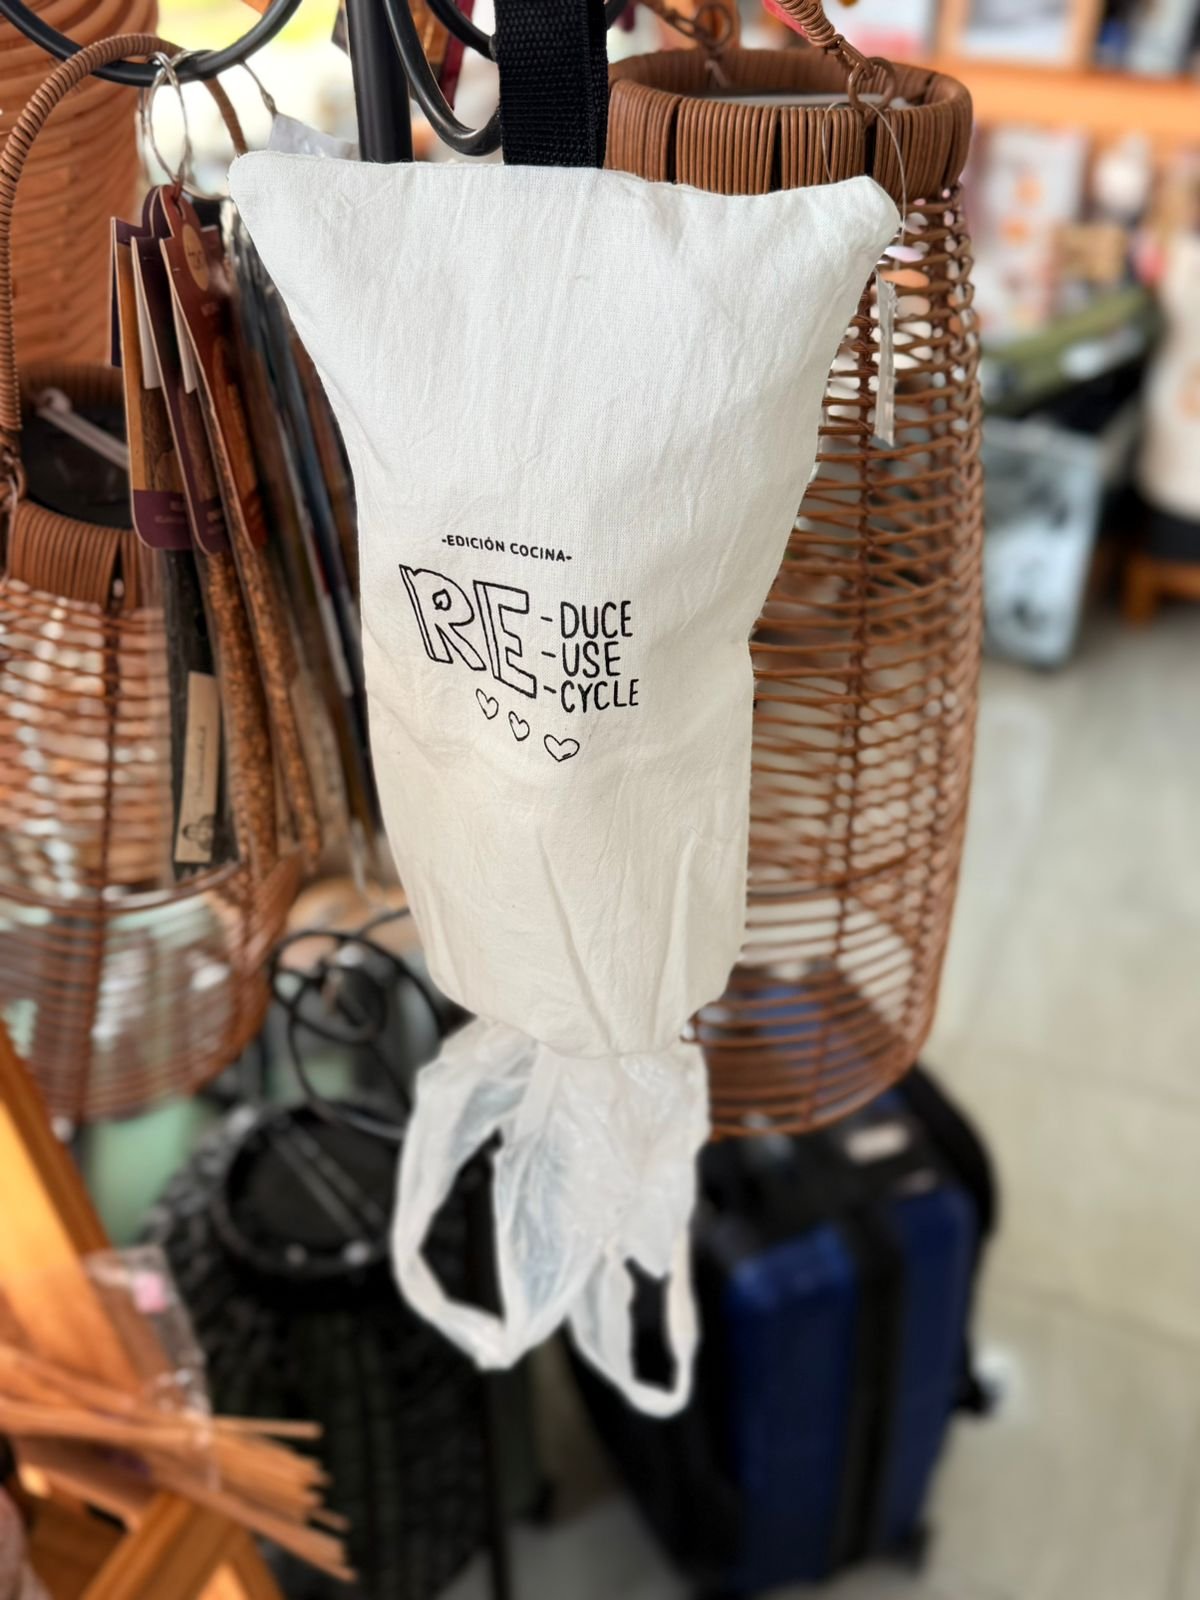 -EDICIÓN COCINA-
RE -DUCE
-USE
-CYCLE